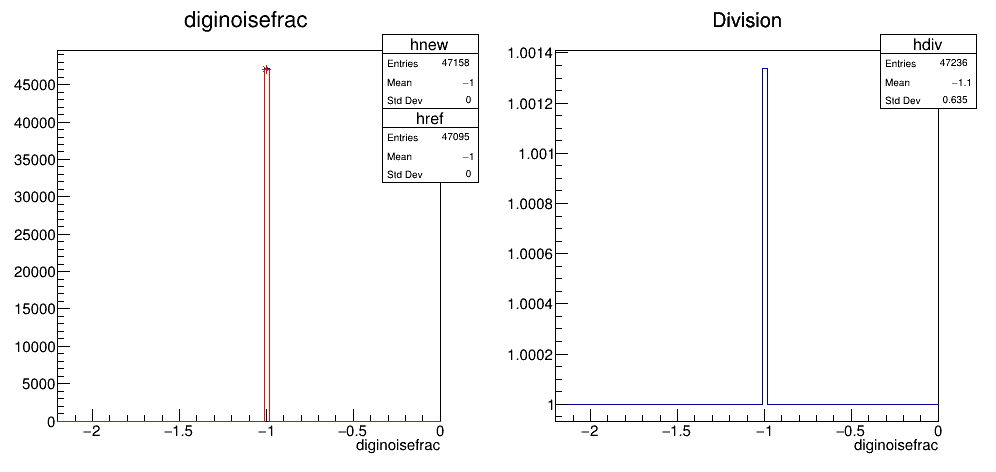 diginoisefrac
hnew
Entries 47158
Mean −1
Std Dev 0
href
Entries 47095
Mean −1
Std Dev 0
45000
40000
35000
30000
25000
20000
15000
10000
5000
0
−2 −1.5 −1 −0.5 0
diginoisefrac
Division
hdiv
Entries 47236
Mean −1.1
Std Dev 0.635
1.0014
1.0012
1.001
1.0008
1.0006
1.0004
1.0002
1
−2 −1.5 −1 −0.5 0
diginoisefrac